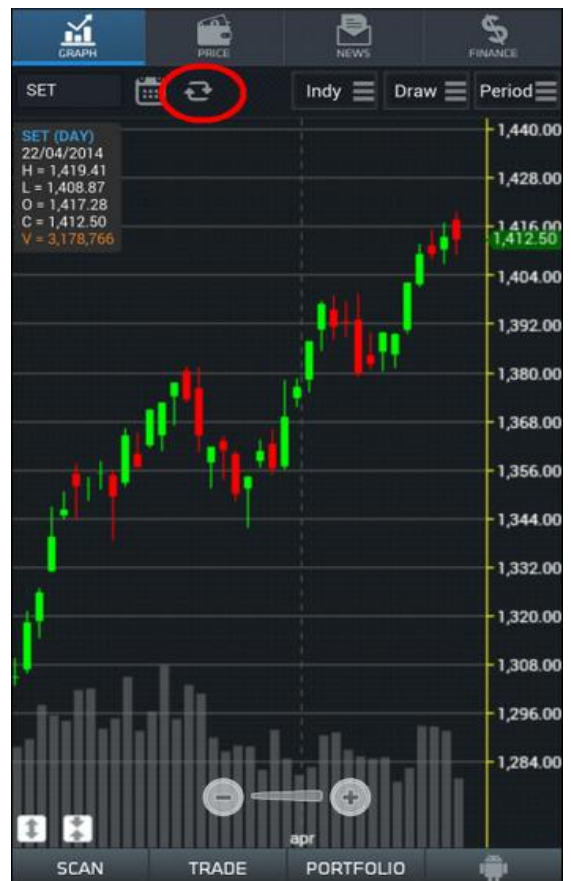 GRAPH
PRICE
NEWS
FINANCE
SET
Indy
Draw
Period
SET (DAY)
22/04/2014
H = 1,419.41
L = 1,408.87
O = 1,417.28
C = 1,412.50
V = 3,178,766
1,440.00
1,428.00
1,416.00
1,412.50
1,404.00
1,392.00
1,380.00
1,368.00
1,356.00
1,344.00
1,332.00
1,320.00
1,308.00
1,296.00
1,284.00
apr
SCAN
TRADE
PORTFOLIO